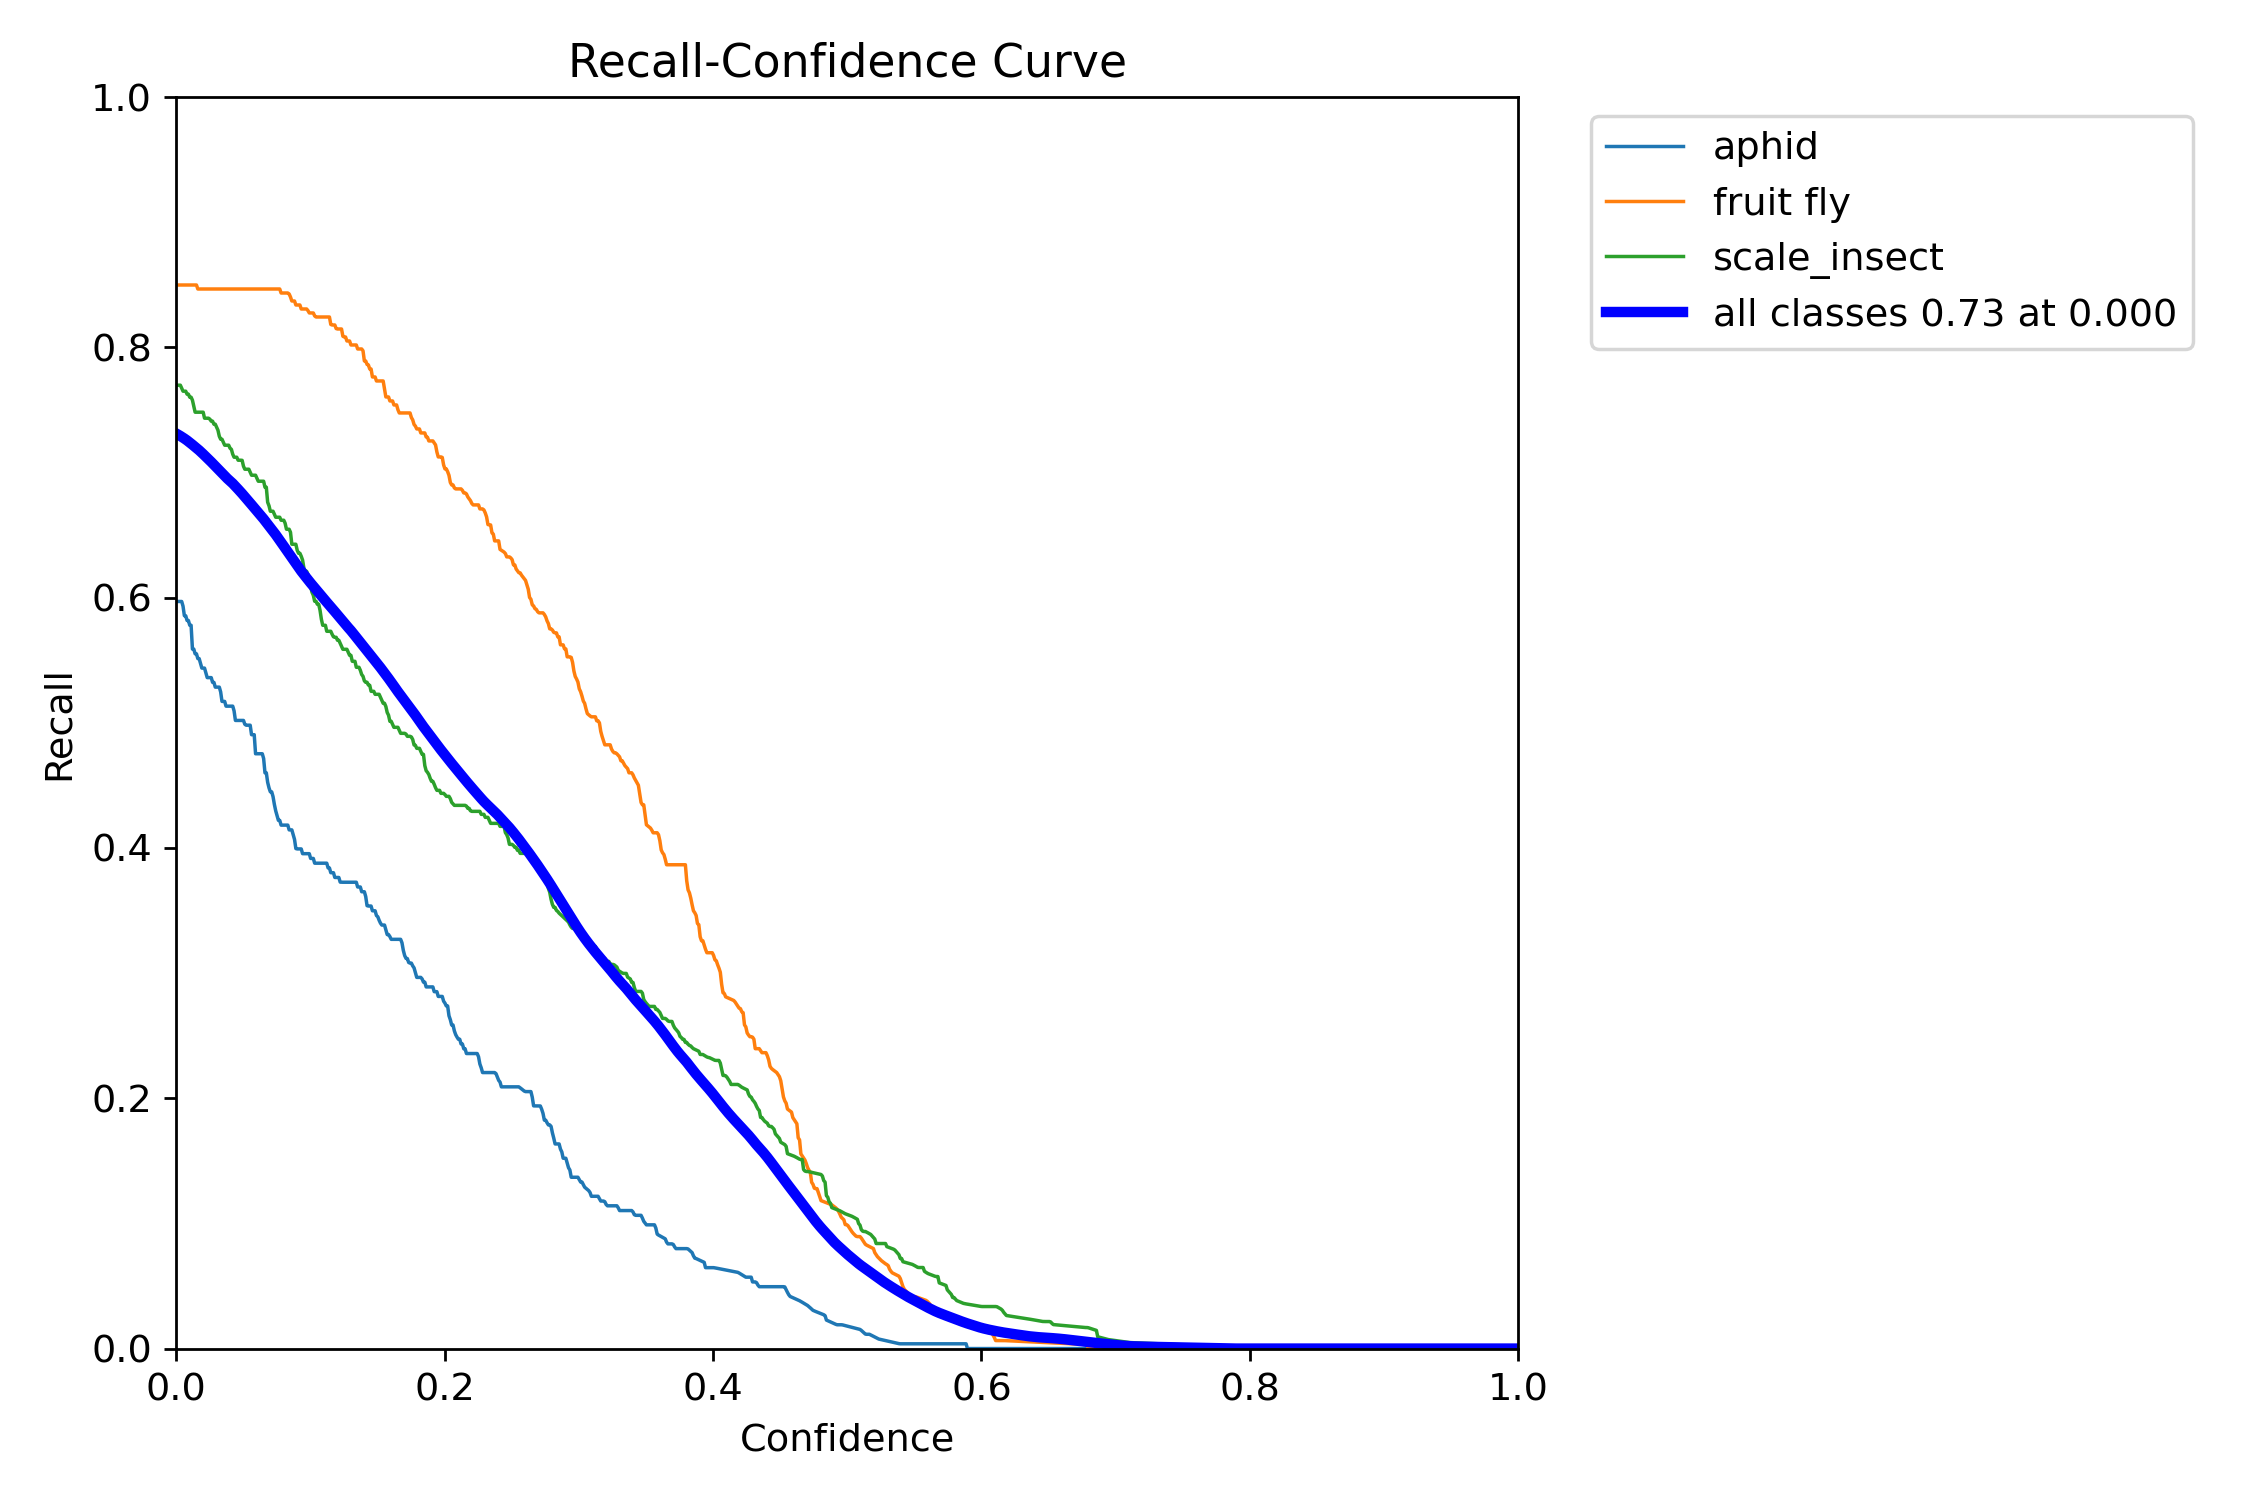 Recall-Confidence Curve
1.0
0.8
0.6
0.4
0.2
0.0
Recall
0.0 0.2 0.4 0.6 0.8 1.0
Confidence
aphid
fruit fly
scale_insect
all classes 0.73 at 0.000